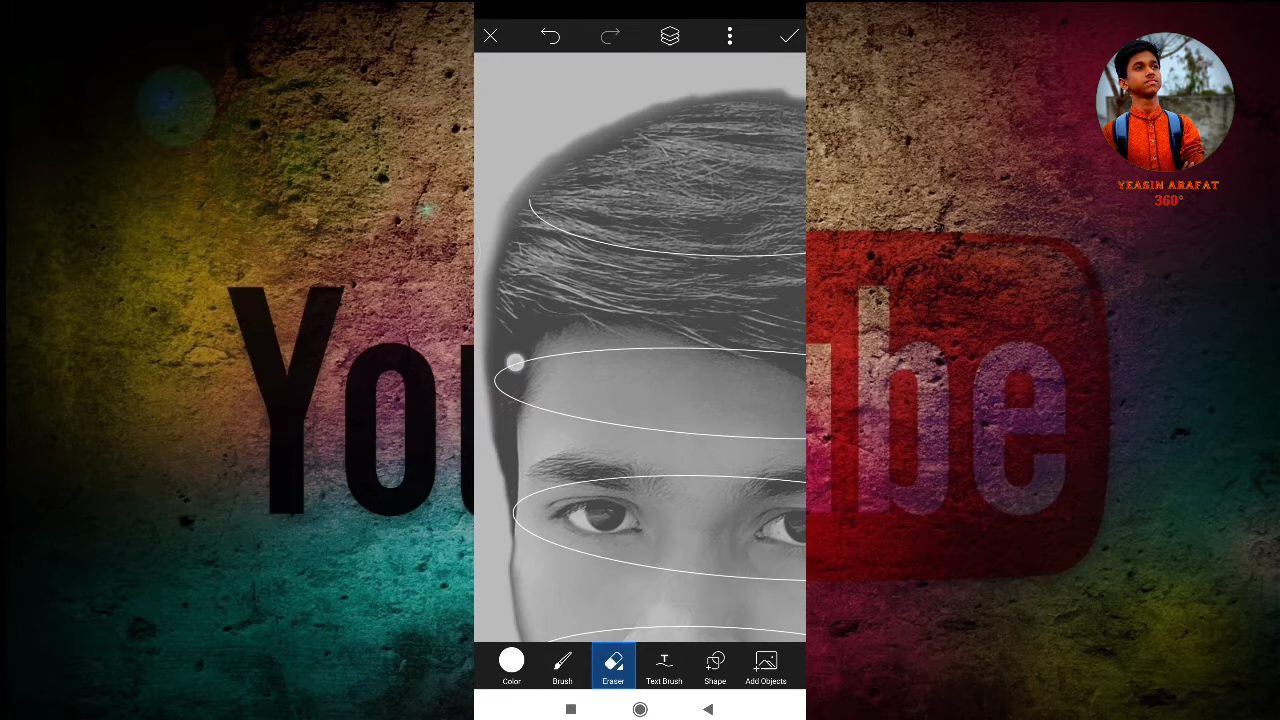 YEASIN ARAFAT
360°
You
be
Color
Brush
Eraser
T
Text Brush
Shape
Add Objects